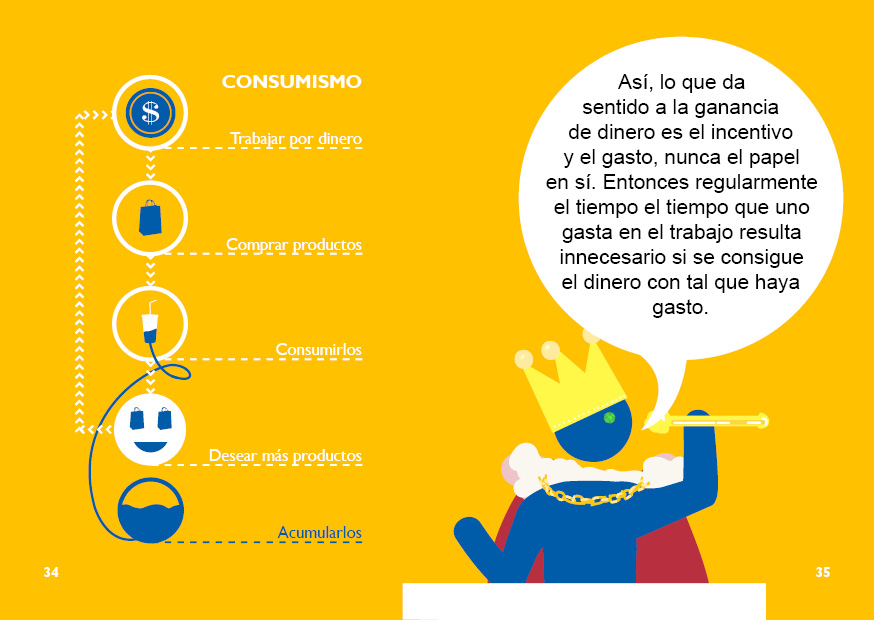 CONSUMISMO
$
Trabajar por dinero
Comprar productos
Consumirlos
Desear más productos
Acumularlos
34
Así, lo que da
sentido a la ganancia
de dinero es el incentivo
y el gasto, nunca el papel
en sí. Entonces regularmente
el tiempo el tiempo que uno
gasta en el trabajo resulta
innecesario si se consigue
el dinero con tal que haya
gasto.
35